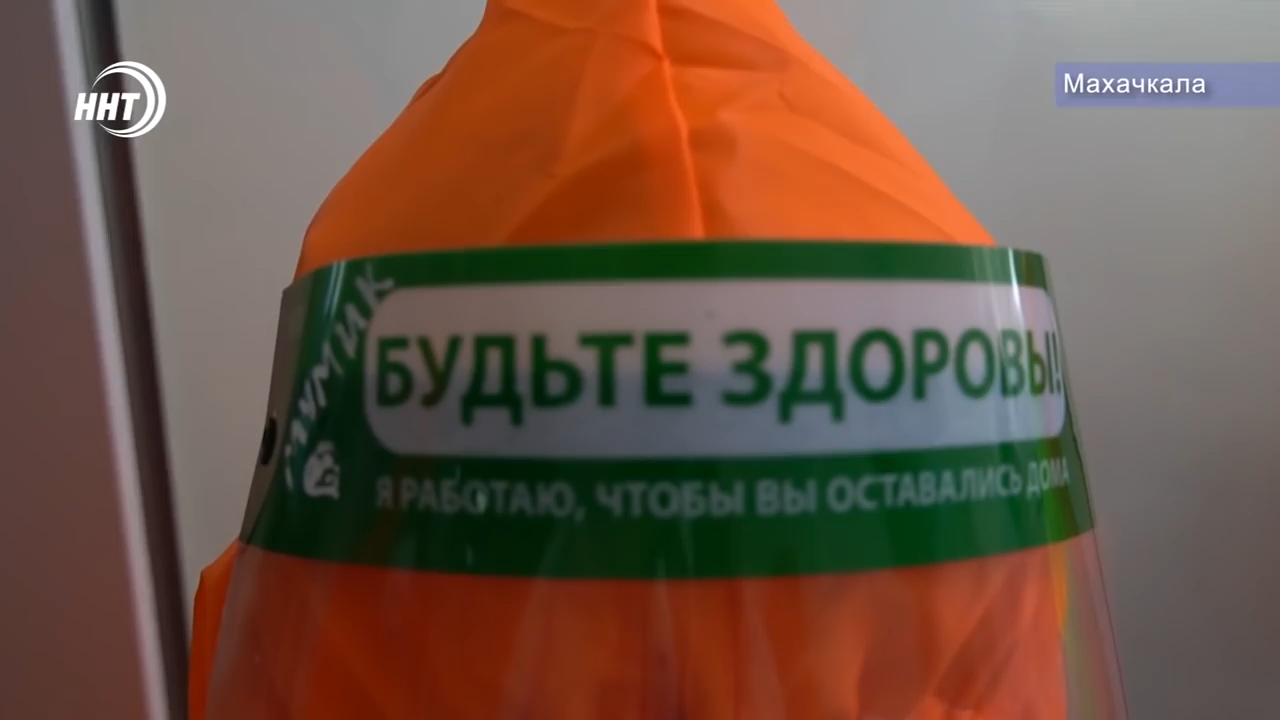 ННТ
Махачкала
БУДЬТЕ ЗДОРОВЫ!
Я РАБОТАЮ, ЧТОБЫ ВЫ ОСТАВАЛИСЬ ДОМА